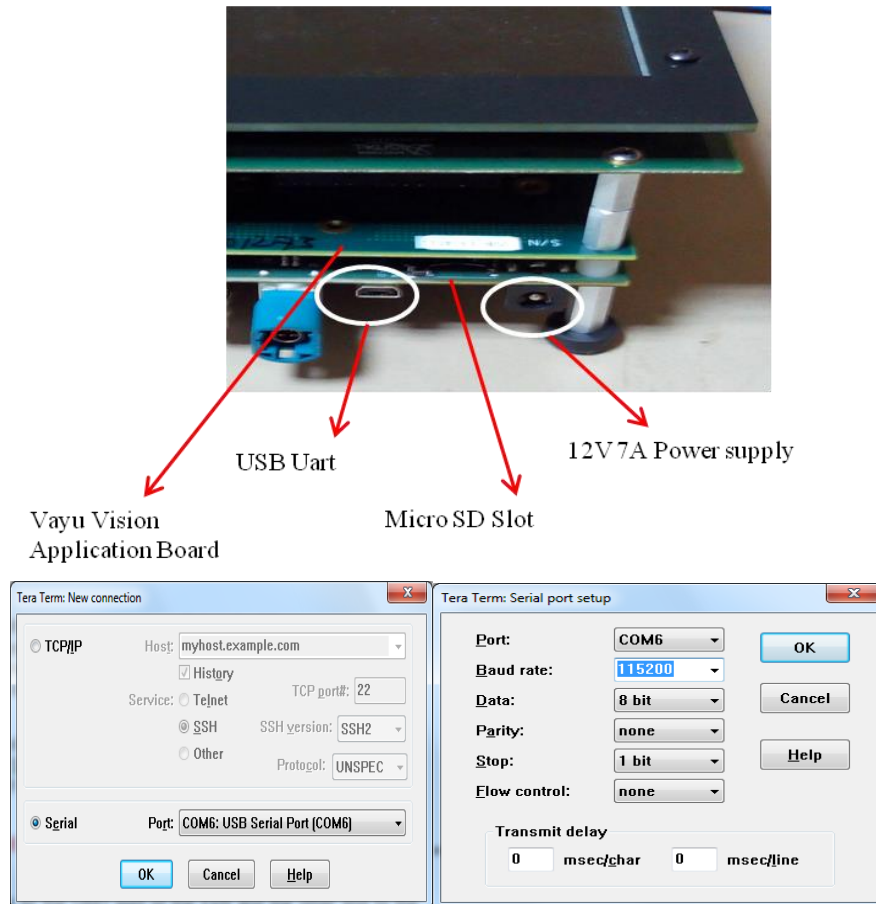 N/S
USB Uart
12V 7A Power supply
Vayu Vision
Application Board
Micro SD Slot
Tera Term: New connection
TCP/IP
Host: myhost.example.com
History
Service: Telnet
TCP port#: 22
SSH
SSH version: SSH2
Other
Protocol: UNSPEC
Serial
Port: COM6: USB Serial Port (COM6)
OK Cancel Help
Tera Term: Serial port setup
Port: COM6
OK
Baud rate: 115200
Data: 8 bit
Cancel
Parity: none
Stop: 1 bit
Help
Flow control: none
Transmit delay
0 msec/char 0 msec/line